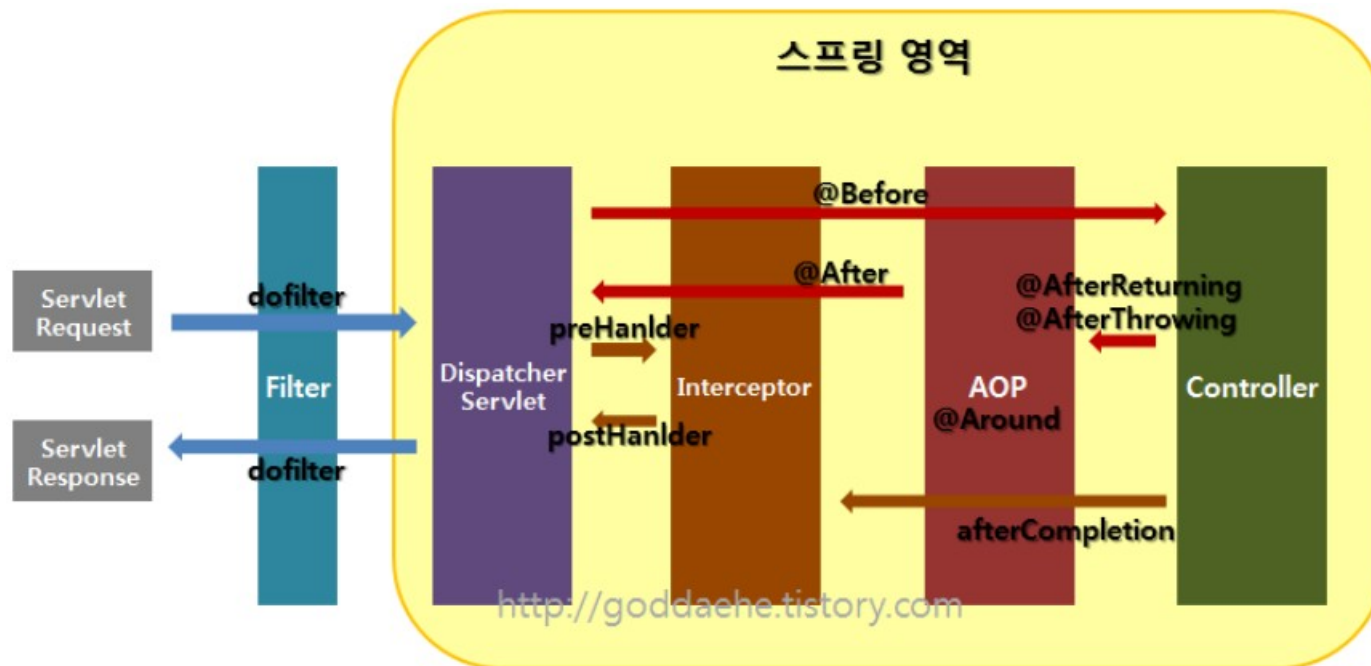 스프링 영역
@Before
@After
@AfterReturning
@AfterThrowing
Servlet
Request
dofilter
preHanlder
Filter
Dispatcher
Servlet
Interceptor
AOP
@Around
Controller
postHanlder
Servlet
Response
dofilter
afterCompletion
http://goddaehe.tistory.com